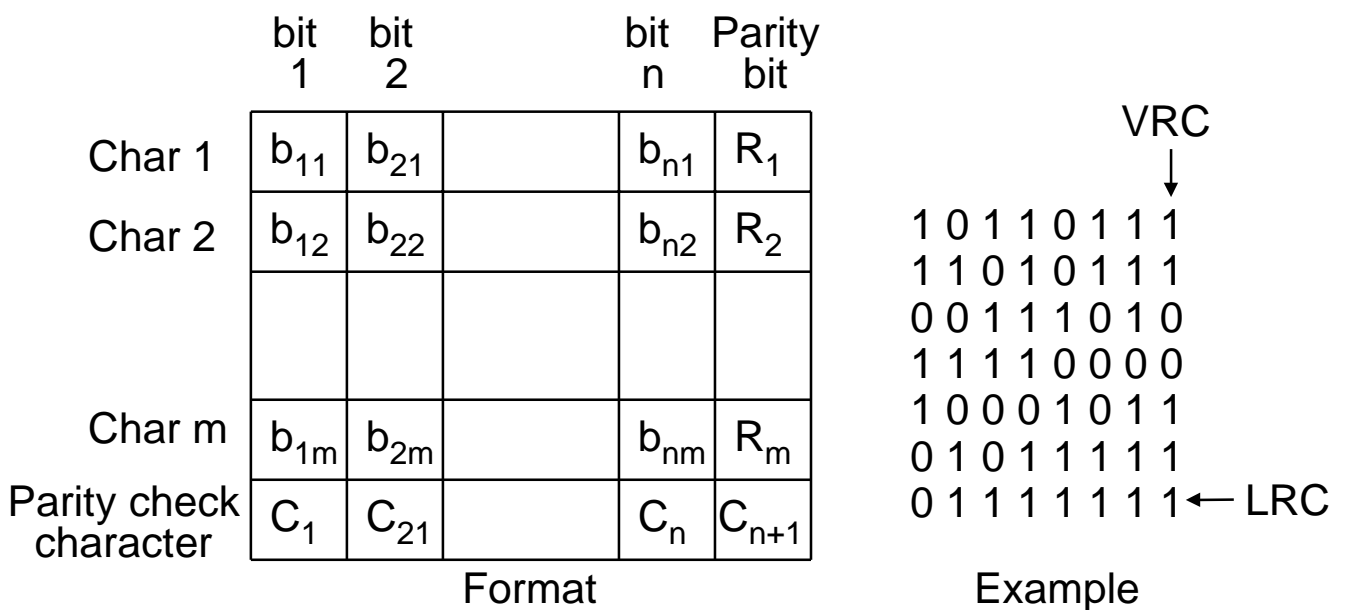 bit bit bit Parity
1 2 n bit
Char 1 b11 b21 bn1 R1
Char 2 b12 b22 bn2 R2
Char m b1m b2m bnm Rm
Parity check
character C1 C21 Cn Cn+1
Format
VRC
1 0 1 1 0 1 1 1
1 1 0 1 0 1 1 1
0 0 1 1 1 0 1 0
1 1 1 1 0 0 0 0
1 0 0 0 1 0 1 1
0 1 0 1 1 1 1 1
0 1 1 1 1 1 1 1 LRC
Example